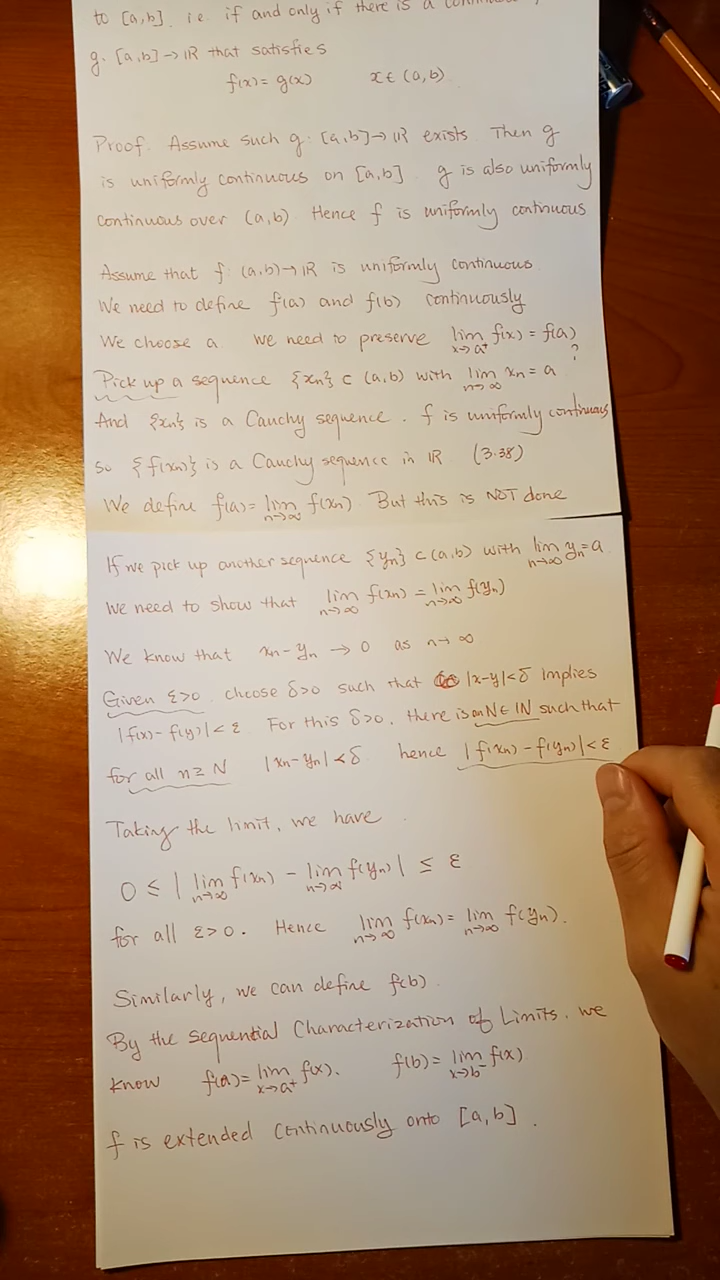 to [a,b]. i.e. if and only if there is a
g: [a,b] → ℝ that satisfies
f(x) = g(x) x ∈ (a,b).
Proof: Assume such g: [a,b] → ℝ exists. Then g
is uniformly continuous on [a,b]. g is also uniformly
continuous over (a,b) Hence f is uniformly continuous
Assume that f: (a,b) → ℝ is uniformly continuous.
We need to define f(a) and f(b) continuously
We choose a we need to preserve lim_{x→a⁺} f(x) = f(a)
?
Pick up a sequence {xn} ⊂ (a,b) with lim_{n→∞} xn = a
And {xn} is a Cauchy sequence. f is uniformly continuous
so {f(xn)} is a Cauchy sequence in ℝ (3.38)
We define f(a) = lim_{n→∞} f(xn) But this is NOT done
If we pick up another sequence {yn} ⊂ (a,b) with lim_{n→∞} yn = a
We need to show that lim_{n→∞} f(xn) = lim_{n→∞} f(yn)
We know that xn - yn → 0 as n → ∞
Given ε>0, choose δ>0 such that |x-y|<δ implies
|f(x) - f(y)| < ε. For this δ>0, there is an N ∈ ℕ such that
for all n ≥ N |xn - yn| < δ hence |f(xn) - f(yn)| < ε
Taking the limit, we have
0 ≤ | lim_{n→∞} f(xn) - lim_{n→∞} f(yn) | ≤ ε
for all ε>0. Hence lim_{n→∞} f(xn) = lim_{n→∞} f(yn).
Similarly, we can define f(b).
By the sequential Characterization of Limits, we
know f(a) = lim_{x→a⁺} f(x). f(b) = lim_{x→b⁻} f(x)
f is extended continuously onto [a,b].